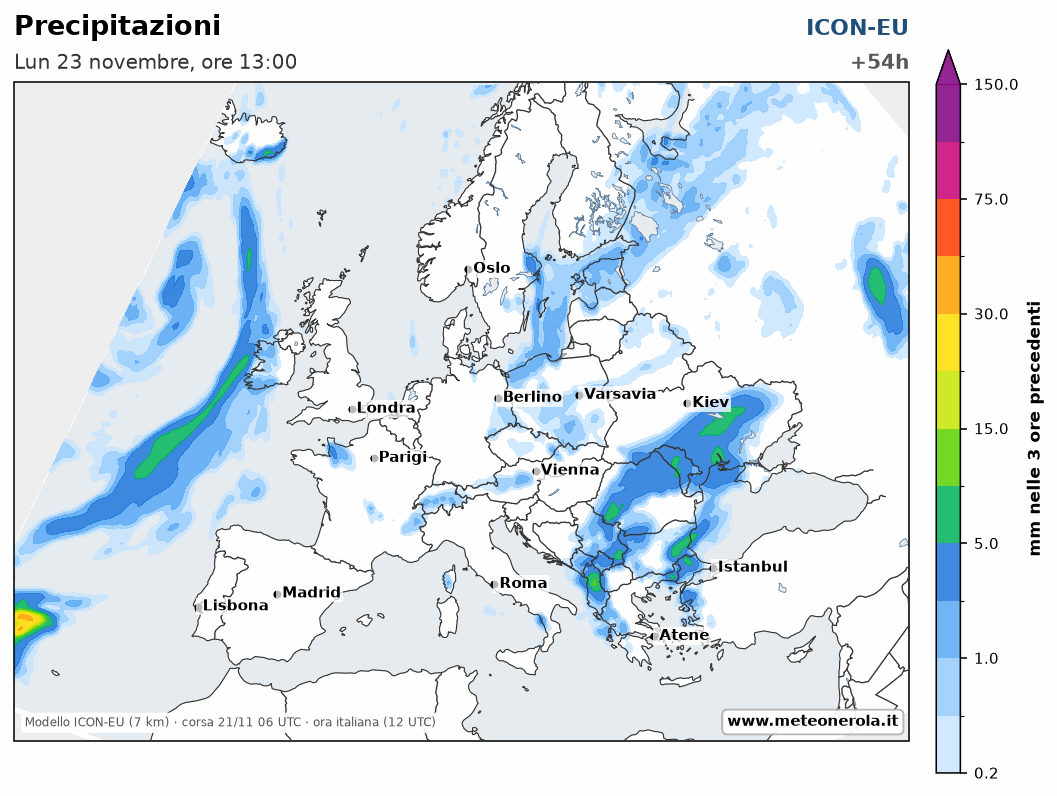 Precipitazioni
ICON-EU
Lun 23 novembre, ore 13:00
+54h
150.0
75.0
30.0
15.0
5.0
1.0
0.2
mm nelle 3 ore precedenti
Oslo
Berlino
Varsavia
Kiev
Londra
Parigi
Vienna
Istanbul
Roma
Madrid
Lisbona
Atene
Modello ICON-EU (7 km) · corsa 21/11 06 UTC · ora italiana (12 UTC)
www.meteonerola.it